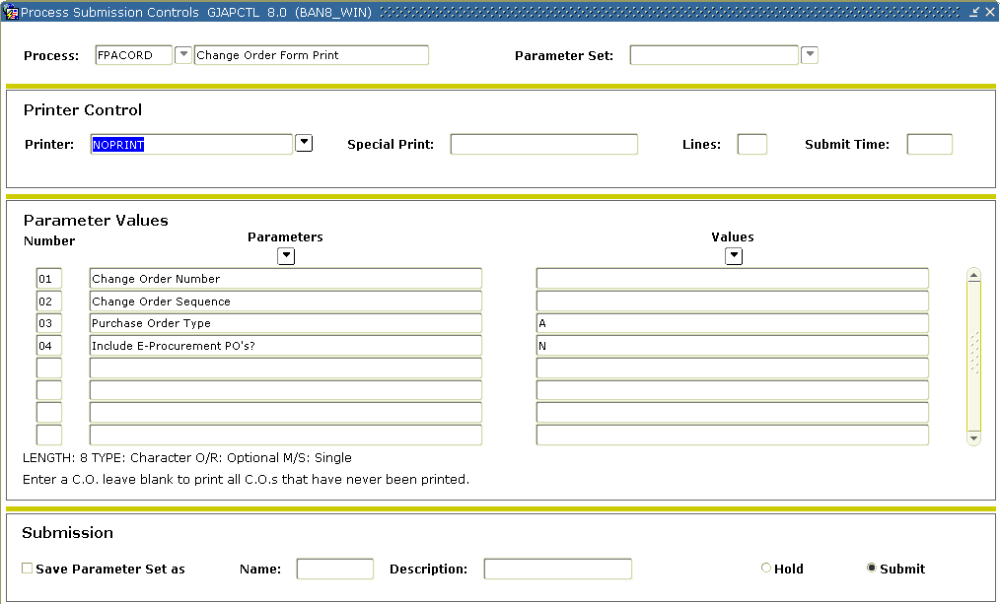 Process Submission Controls GJAPCTL 8.0 (BAN8_WIN)
Process: FPACORD Change Order Form Print Parameter Set:
Printer Control
Printer: NOPRINT Special Print: Lines: Submit Time:
Parameter Values
Number Parameters Values
01 Change Order Number
02 Change Order Sequence
03 Purchase Order Type A
04 Include E-Procurement PO's? N
LENGTH: 8 TYPE: Character O/R: Optional M/S: Single
Enter a C.O. leave blank to print all C.O.s that have never been printed.
Submission
Save Parameter Set as Name: Description: Hold Submit